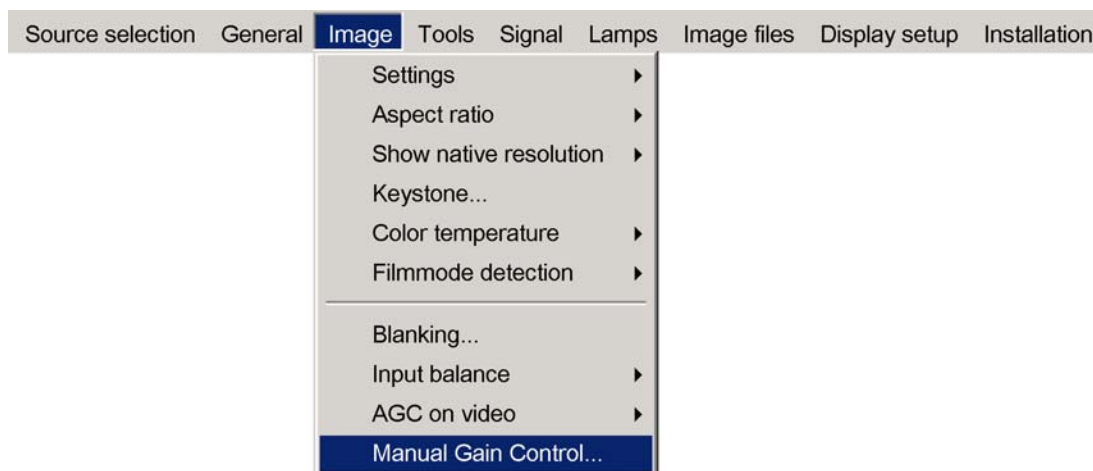 Source selection General Image Tools Signal Lamps Image files Display setup Installation
Settings
Aspect ratio
Show native resolution
Keystone...
Color temperature
Filmmode detection
Blanking...
Input balance
AGC on video
Manual Gain Control...